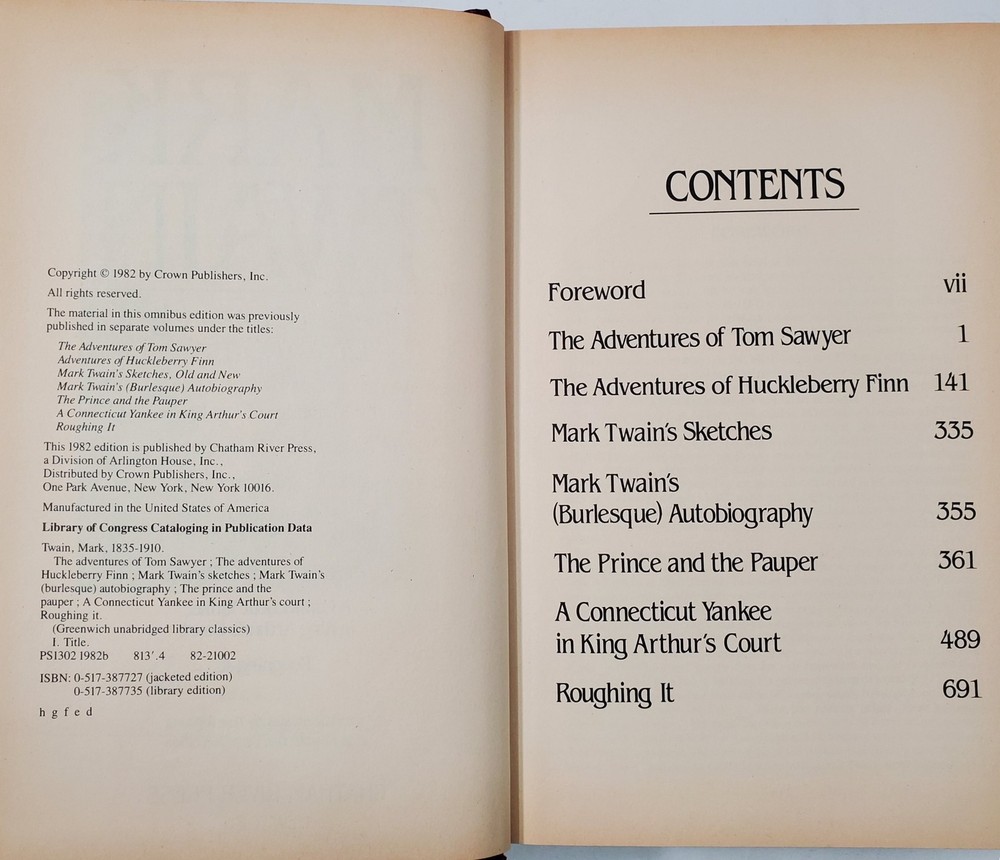 Copyright © 1982 by Crown Publishers, Inc.
All rights reserved.
The material in this omnibus edition was previously
published in separate volumes under the titles:
The Adventures of Tom Sawyer
Adventures of Huckleberry Finn
Mark Twain's Sketches, Old and New
Mark Twain's (Burlesque) Autobiography
The Prince and the Pauper
A Connecticut Yankee in King Arthur's Court
Roughing It
This 1982 edition is published by Chatham River Press,
a Division of Arlington House, Inc.,
Distributed by Crown Publishers, Inc.,
One Park Avenue, New York, New York 10016.
Manufactured in the United States of America
Library of Congress Cataloging in Publication Data
Twain, Mark, 1835-1910.
The adventures of Tom Sawyer ; The adventures of
Huckleberry Finn ; Mark Twain's sketches ; Mark Twain's
(burlesque) autobiography ; The prince and the
pauper ; A Connecticut Yankee in King Arthur's court ;
Roughing it.
(Greenwich unabridged library classics)
I. Title.
PS1302 1982b 813'.4 82-21002
ISBN: 0-517-387727 (jacketed edition)
0-517-387735 (library edition)
h g f e d
CONTENTS
Foreword vii
The Adventures of Tom Sawyer 1
The Adventures of Huckleberry Finn 141
Mark Twain's Sketches 335
Mark Twain's
(Burlesque) Autobiography 355
The Prince and the Pauper 361
A Connecticut Yankee
in King Arthur's Court 489
Roughing It 691